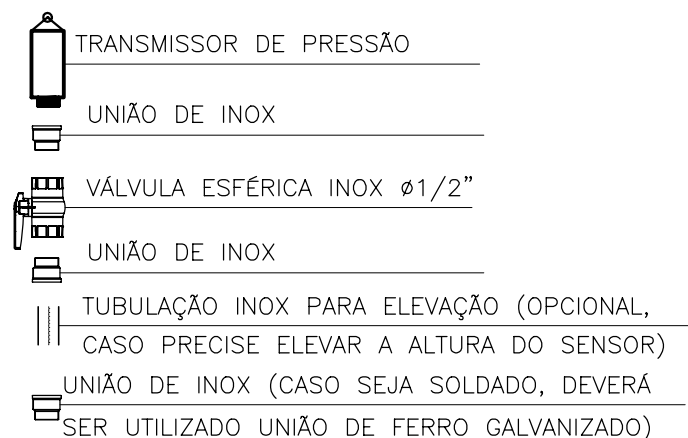 TRANSMISSOR DE PRESSÃO
UNIÃO DE INOX
VÁLVULA ESFÉRICA INOX ø1/2”
UNIÃO DE INOX
TUBULAÇÃO INOX PARA ELEVAÇÃO (OPCIONAL,
CASO PRECISE ELEVAR A ALTURA DO SENSOR)
UNIÃO DE INOX (CASO SEJA SOLDADO, DEVERÁ
SER UTILIZADO UNIÃO DE FERRO GALVANIZADO)